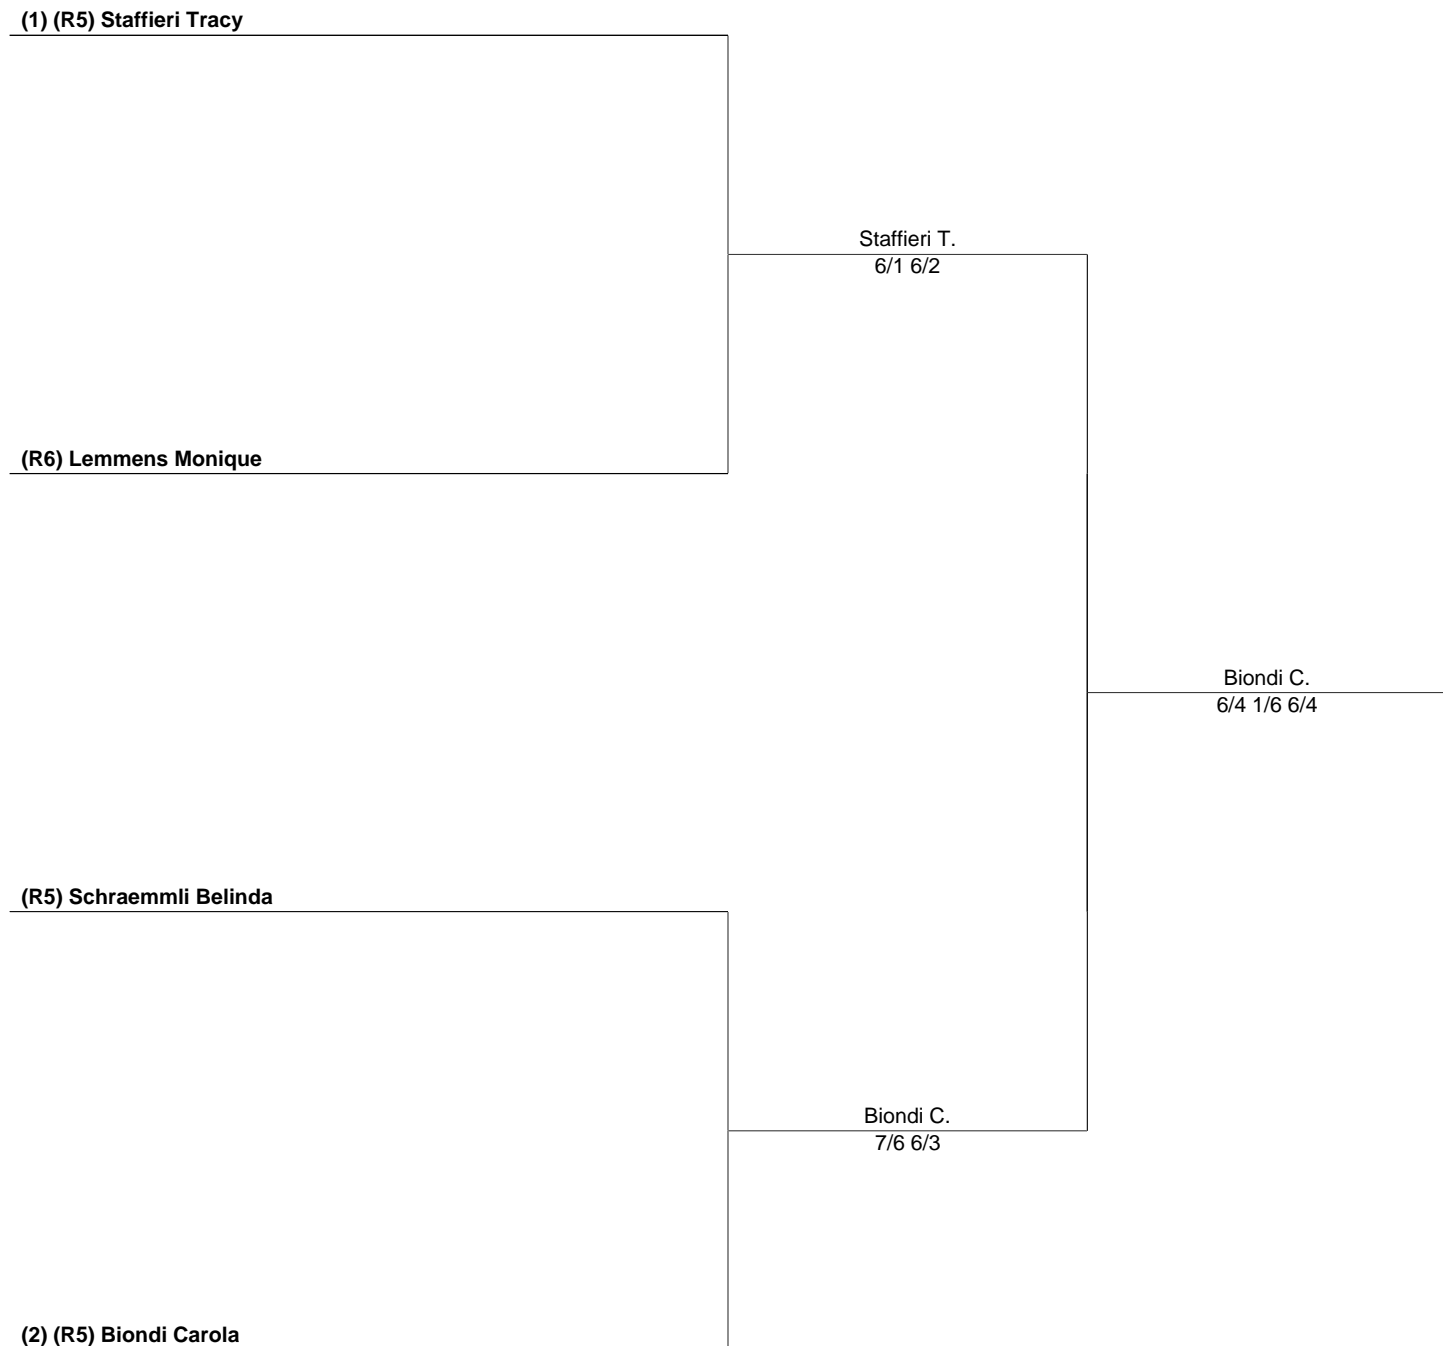 (1) (R5) Staffieri Tracy
Staffieri T.
6/1 6/2
(R6) Lemmens Monique
Biondi C.
6/4 1/6 6/4
(R5) Schraemmli Belinda
Biondi C.
7/6 6/3
(2) (R5) Biondi Carola